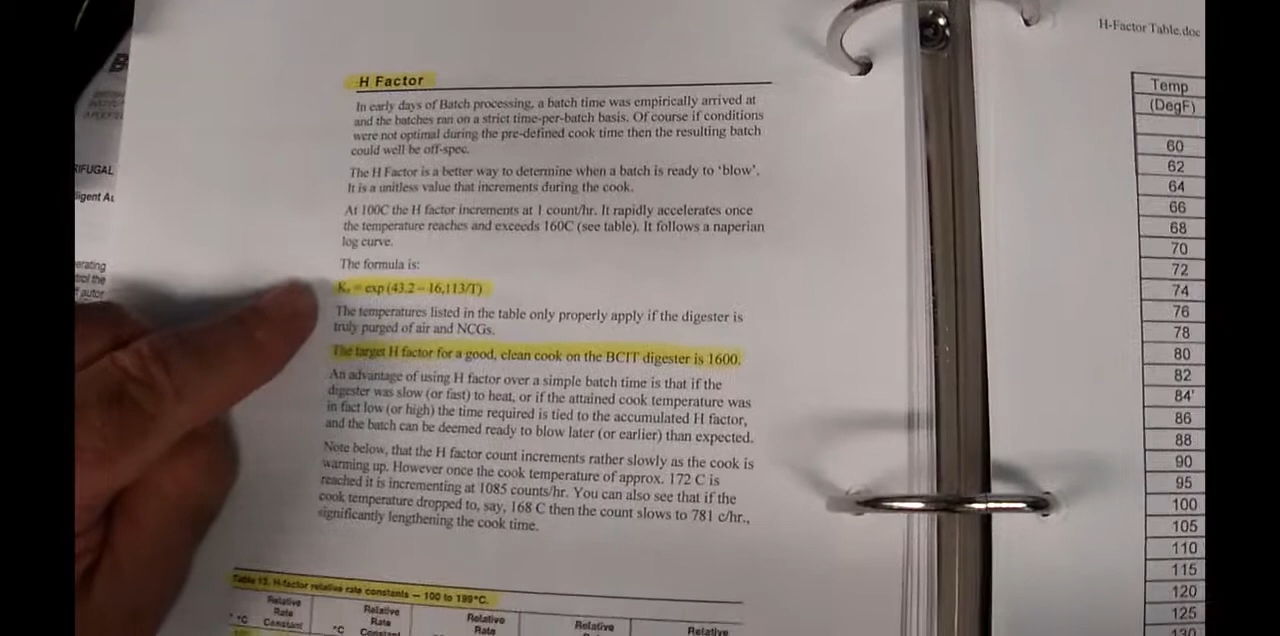 H Factor
In early days of Batch processing, a batch time was empirically arrived at
and the batches ran on a strict time-per-batch basis. Of course if conditions
were not optimal during the pre-defined cook time then the resulting batch
could well be off-spec.
The H Factor is a better way to determine when a batch is ready to ‘blow’.
It is a unitless value that increments during the cook.
At 100C the H factor increments at 1 count/hr. It rapidly accelerates once
the temperature reaches and exceeds 160C (see table). It follows a naperian
log curve.
The formula is:
= exp (43.2 – 16,113/T)
The temperatures listed in the table only properly apply if the digester is
truly purged of air and NCGs.
The target H factor for a good, clean cook on the BCIT digester is 1600.
An advantage of using H factor over a simple batch time is that if the
digester was slow (or fast) to heat, or if the attained cook temperature was
in fact low (or high) the time required is tied to the accumulated H factor,
and the batch can be deemed ready to blow later (or earlier) than expected.
Note below, that the H factor count increments rather slowly as the cook is
warming up. However once the cook temperature of approx. 172 C is
reached it is incrementing at 1085 counts/hr. You can also see that if the
cook temperature dropped to, say, 168 C then the count slows to 781 c/hr.,
significantly lengthening the cook time.
Table 13. H-factor relative rate constants – 100 to 199°C.
°C
Relative
Rate
Constant
°C
Relative
Rate
Constant
Relative
Rate
Relative
Relative
RIFUGAL
ligent
erating
trol the
H-Factor Table.doc
Temp
(DegF)
60
62
64
66
68
70
72
74
76
78
80
82
84'
86
88
90
95
100
105
110
115
120
125
130